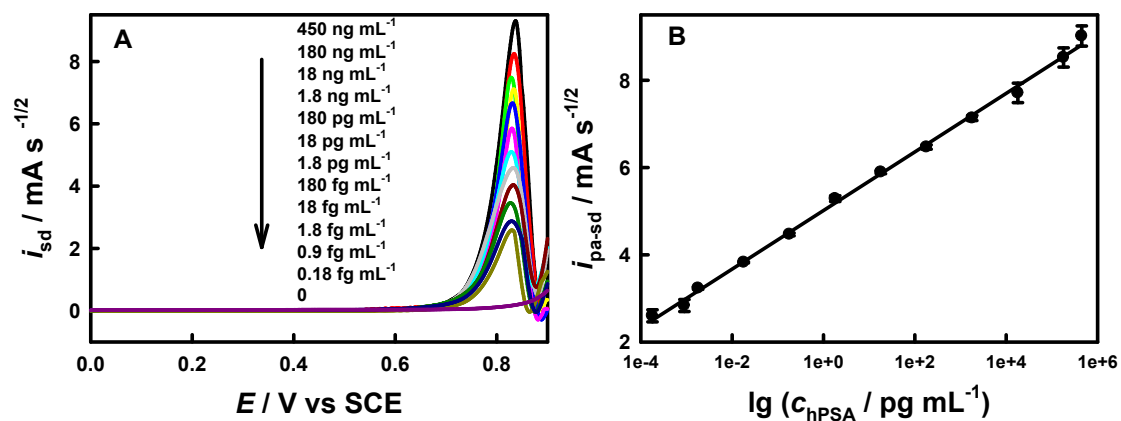 A
450 ng mL⁻¹
180 ng mL⁻¹
18 ng mL⁻¹
1.8 ng mL⁻¹
180 pg mL⁻¹
18 pg mL⁻¹
1.8 pg mL⁻¹
180 fg mL⁻¹
18 fg mL⁻¹
1.8 fg mL⁻¹
0.9 fg mL⁻¹
0.18 fg mL⁻¹
0
i_sd / mA s ⁻¹/²
8
6
4
2
0
0.0 0.2 0.4 0.6 0.8
E / V vs SCE
B
i_pa-sd / mA s⁻¹/²
8
6
4
2
1e-4 1e-2 1e+0 1e+2 1e+4 1e+6
lg (c_hPSA / pg mL⁻¹)